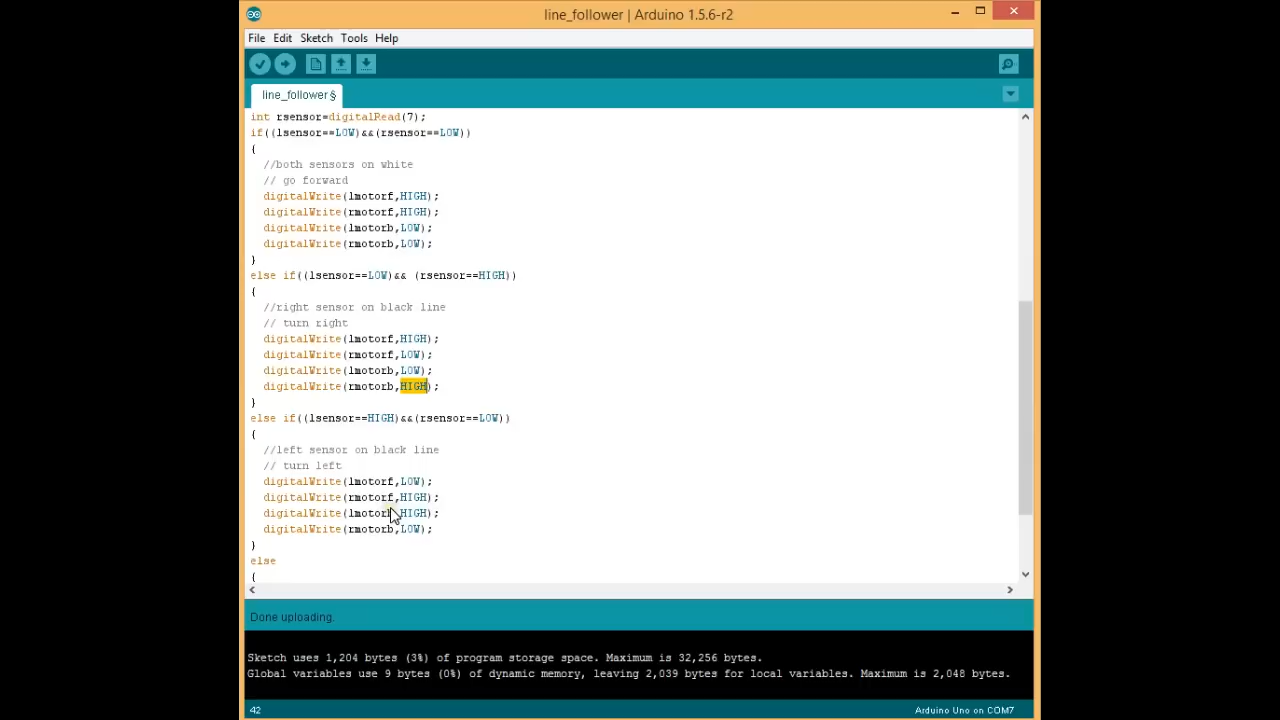 line_follower | Arduino 1.5.6-r2
File Edit Sketch Tools Help
line_follower§
int rsensor=digitalRead(7);
if((lsensor==LOW)&&(rsensor==LOW))
{
//both sensors on white
// go forward
digitalWrite(lmotorf,HIGH);
digitalWrite(rmotorf,HIGH);
digitalWrite(lmotorb,LOW);
digitalWrite(rmotorb,LOW);
}
else if((lsensor==LOW)&& (rsensor==HIGH))
{
//right sensor on black line
// turn right
digitalWrite(lmotorf,HIGH);
digitalWrite(rmotorf,LOW);
digitalWrite(lmotorb,LOW);
digitalWrite(rmotorb,HIGH);
}
else if((lsensor==HIGH)&&(rsensor==LOW))
{
//left sensor on black line
// turn left
digitalWrite(lmotorf,LOW);
digitalWrite(rmotorf,HIGH);
digitalWrite(lmotorb,HIGH);
digitalWrite(rmotorb,LOW);
}
else
{
Done uploading.
Sketch uses 1,204 bytes (3%) of program storage space. Maximum is 32,256 bytes.
Global variables use 9 bytes (0%) of dynamic memory, leaving 2,039 bytes for local variables. Maximum is 2,048 bytes.
42 Arduino Uno on COM7